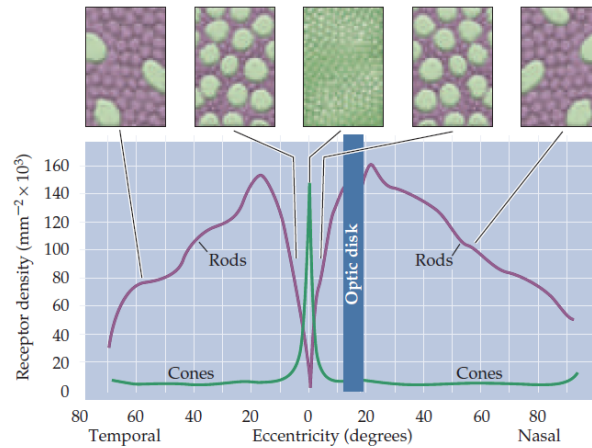 Receptor density (mm⁻² × 10³)
160
140
120
100
80
60
40
20
0
Rods
Rods
Optic disk
Cones
Cones
80 60 40 20 0 20 40 60 80
Temporal Eccentricity (degrees) Nasal